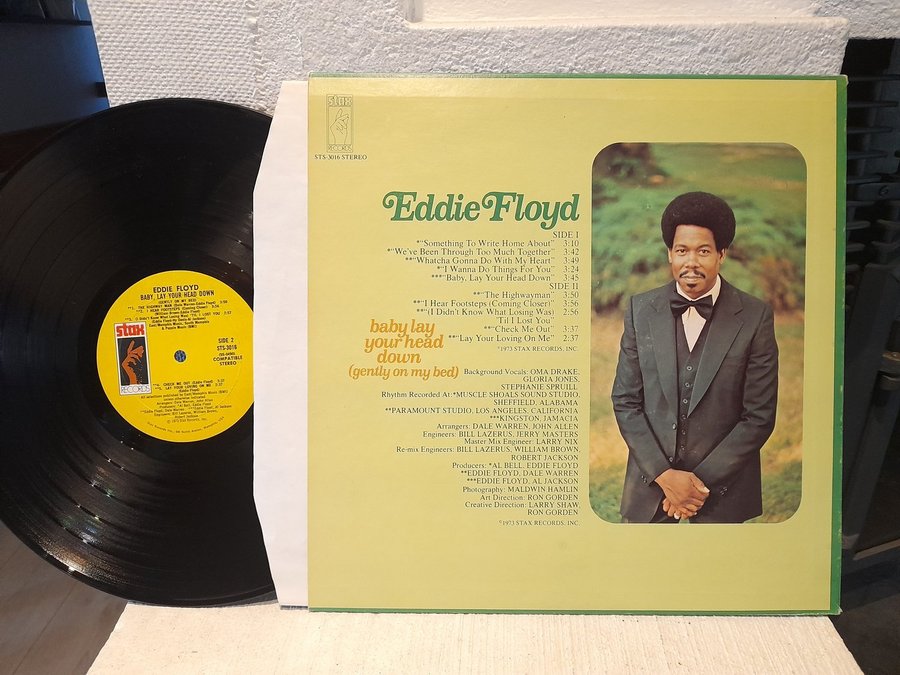 stax
RECORDS
STS-3016 STEREO
Eddie Floyd
SIDE I
*"Something To Write Home About" 3:10
*"We've Been Through Too Much Together" 3:42
**"Whatcha Gonna Do With My Heart" 3:49
**"I Wanna Do Things For You" 3:24
***"Baby, Lay Your Head Down" 3:45
SIDE II
**"The Highwayman" 3:50
**"I Hear Footsteps (Coming Closer)" 3:56
**"(I Didn't Know What Losing Was) 2:56
'Til I Lost You"
**"Check Me Out" 3:37
**"Lay Your Loving On Me" 2:37
©1973 STAX RECORDS, INC.
baby lay
your head
down
(gently on my bed)
Background Vocals: OMA DRAKE,
GLORIA JONES,
STEPHANIE SPRUILL
Rhythm Recorded At: *MUSCLE SHOALS SOUND STUDIO,
SHEFFIELD, ALABAMA
**PARAMOUNT STUDIO, LOS ANGELES, CALIFORNIA
***KINGSTON, JAMACIA
Arrangers: DALE WARREN, JOHN ALLEN
Engineers: BILL LAZERUS, JERRY MASTERS
Master Mix Engineer: LARRY NIX
Re-mix Engineers: BILL LAZERUS, WILLIAM BROWN,
ROBERT JACKSON
Producers: *AL BELL, EDDIE FLOYD
**EDDIE FLOYD, DALE WARREN
***EDDIE FLOYD, AL JACKSON
Photography: MALDWIN HAMLIN
Art Direction: RON GORDEN
Creative Direction: LARRY SHAW,
RON GORDEN
©1973 STAX RECORDS, INC.
EDDIE FLOYD
BABY, LAY YOUR HEAD DOWN
(GENTLY ON MY BED)
stax
RECORDS
SIDE 2
STS-3016
COMPATIBLE
STEREO